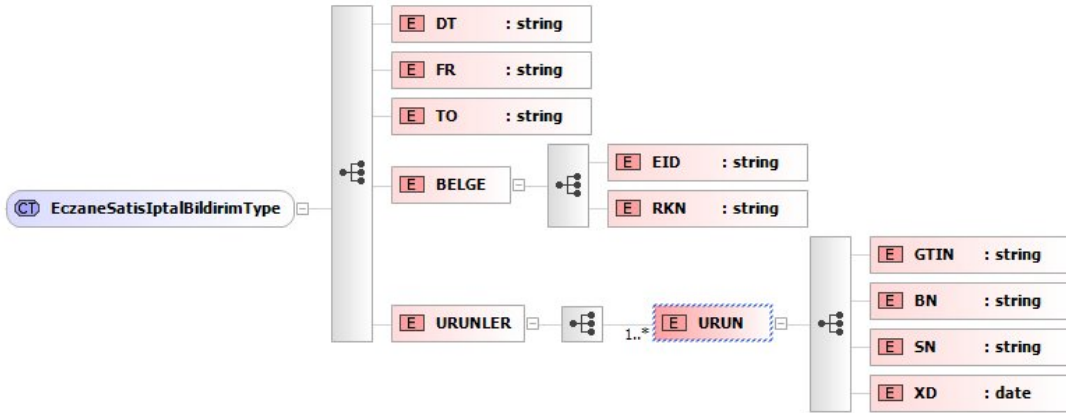 E DT : string
E FR : string
E TO : string
E BELGE
E EID : string
E RKN : string
CT EczaneSatisIptalBildirimType
E URUNLER
1..*
E URUN
E GTIN : string
E BN : string
E SN : string
E XD : date